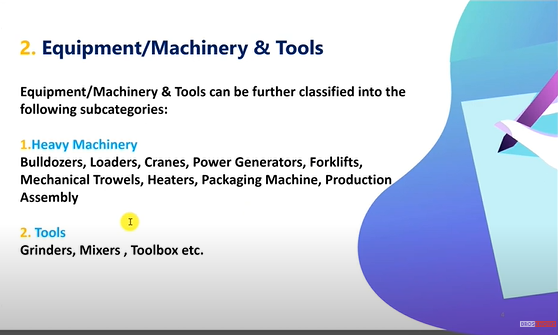 2. Equipment/Machinery & Tools
Equipment/Machinery & Tools can be further classified into the
following subcategories:
1.Heavy Machinery
Bulldozers, Loaders, Cranes, Power Generators, Forklifts,
Mechanical Trowels, Heaters, Packaging Machine, Production
Assembly
2. Tools
Grinders, Mixers , Toolbox etc.